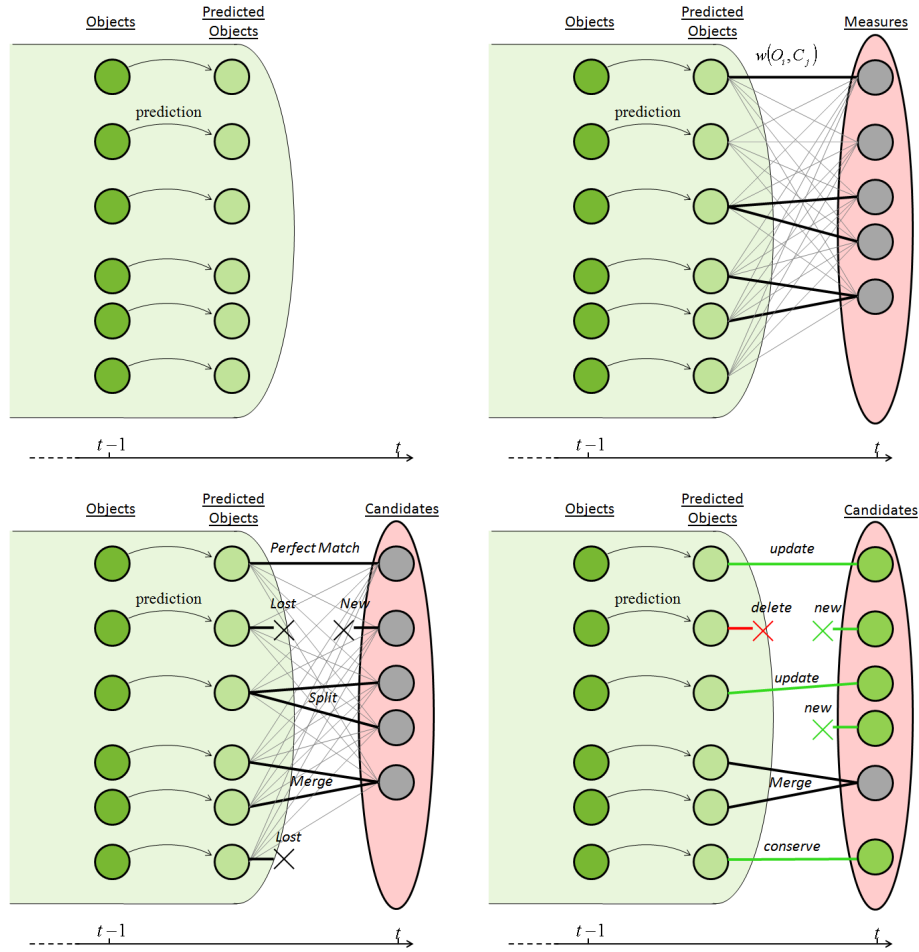 Objects
Predicted
Objects
prediction
t−1
t
Objects
Predicted
Objects
Measures
w(O_i, C_j)
prediction
t−1
t
Objects
Predicted
Objects
Candidates
Perfect Match
prediction
Lost
New
Split
Merge
Lost
t−1
t
Objects
Predicted
Objects
Candidates
update
prediction
delete
new
update
new
Merge
conserve
t−1
t